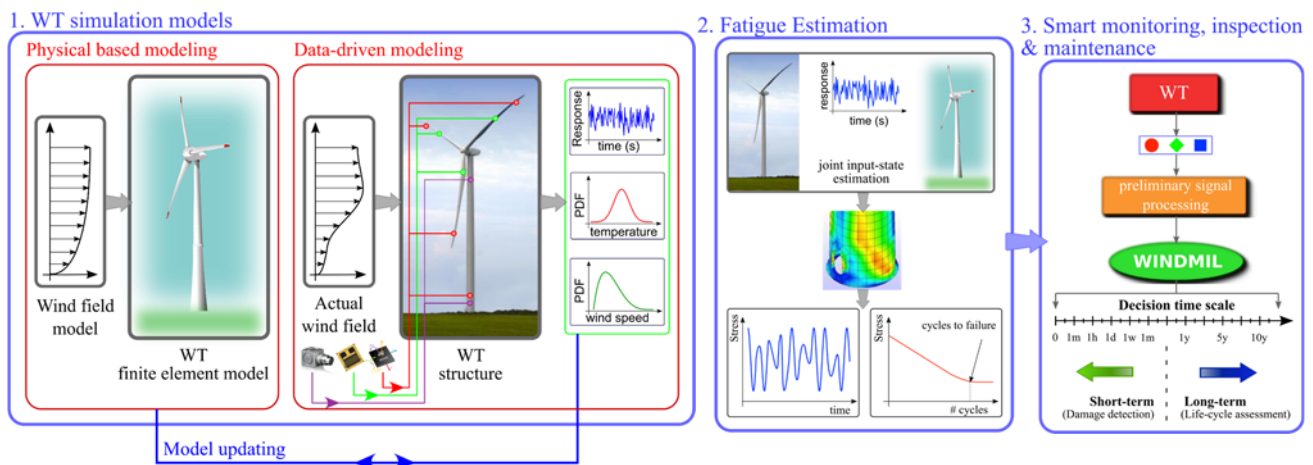 1. WT simulation models
Physical based modeling
Wind field
model
WT
finite element model
Data-driven modeling
Actual
wind field
WT
structure
Response
time (s)
PDF
temperature
PDF
wind speed
Model updating
2. Fatigue Estimation
response
time (s)
joint input-state
estimation
Stress
time
Stress
cycles to failure
# cycles
3. Smart monitoring, inspection
& maintenance
WT
preliminary signal
processing
WINDMIL
Decision time scale
0 1m 1h 1d 1w 1m 1y 5y 10y
Short-term
(Damage detection)
Long-term
(Life-cycle assessment)